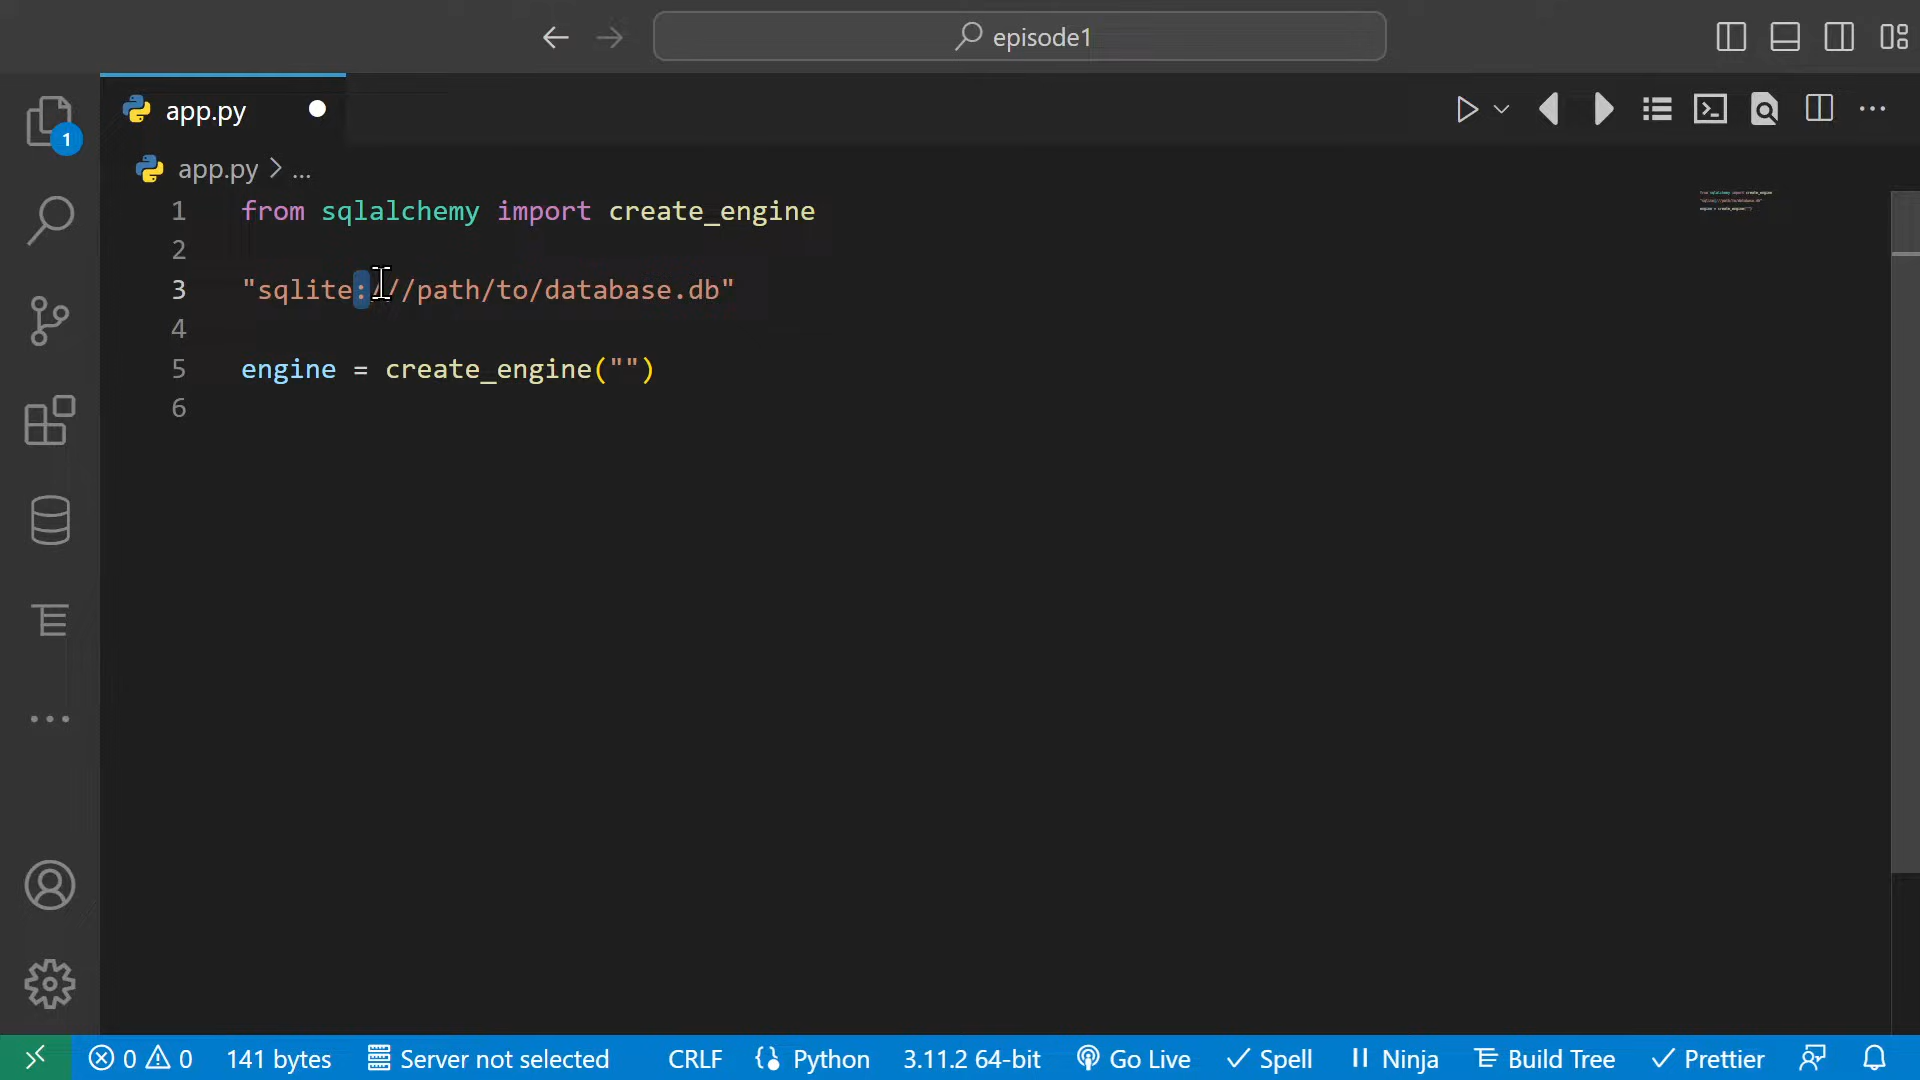 episode1
app.py
app.py > ...
1 from sqlalchemy import create_engine
2
3 "sqlite:///path/to/database.db"
4
5 engine = create_engine("")
6
1
0 0 141 bytes Server not selected CRLF Python 3.11.2 64-bit Go Live Spell Ninja Build Tree Prettier